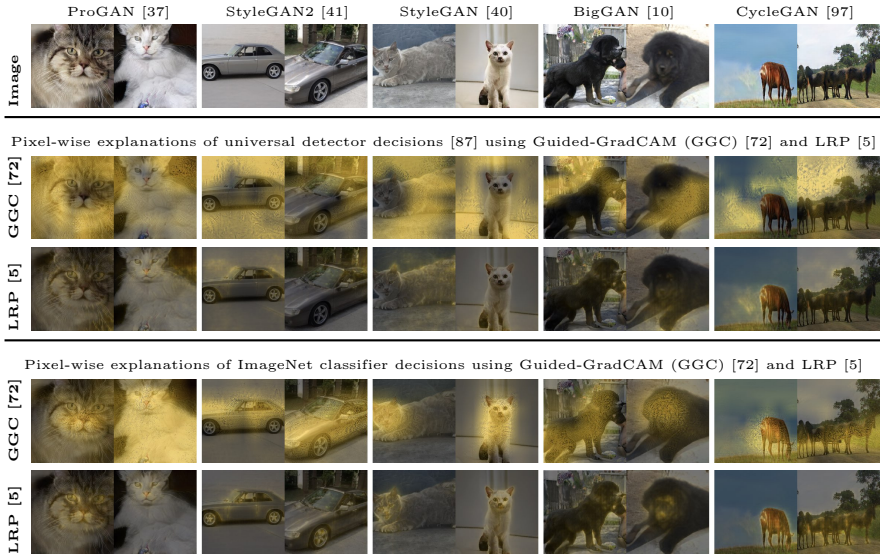 ProGAN [37] StyleGAN2 [41] StyleGAN [40] BigGAN [10] CycleGAN [97]
Image
Pixel-wise explanations of universal detector decisions [87] using Guided-GradCAM (GGC) [72] and LRP [5]
GGC [72]
LRP [5]
Pixel-wise explanations of ImageNet classifier decisions using Guided-GradCAM (GGC) [72] and LRP [5]
GGC [72]
LRP [5]